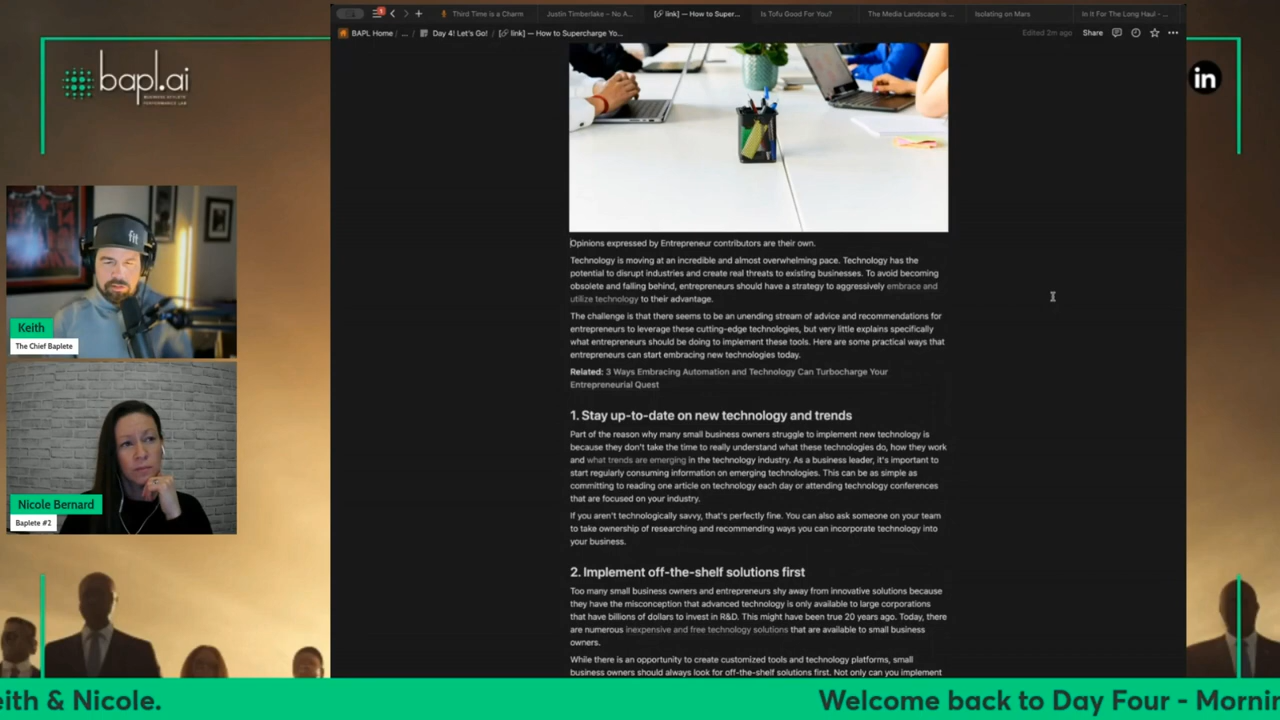 Third Time is a Charm
Justin Timberlake – No A...
[🔗 link] — How to Super...
Is Tofu Good For You?
The Media Landscape is ...
Isolating on Mars
In It For The Long Haul - ...
BAPL Home / ... / Day 4! Let's Go! / [🔗 link] — How to Supercharge Yo...
Edited 2m ago
Share
bapl.ai
in
fit
Keith
The Chief Baplete
Nicole Bernard
Baplete #2
Opinions expressed by Entrepreneur contributors are their own.
Technology is moving at an incredible and almost overwhelming pace. Technology has the
potential to disrupt industries and create real threats to existing businesses. To avoid becoming
obsolete and falling behind, entrepreneurs should have a strategy to aggressively embrace and
utilize technology to their advantage.
The challenge is that there seems to be an unending stream of advice and recommendations for
entrepreneurs to leverage these cutting-edge technologies, but very little explains specifically
what entrepreneurs should be doing to implement these tools. Here are some practical ways that
entrepreneurs can start embracing new technologies today.
Related: 3 Ways Embracing Automation and Technology Can Turbocharge Your
Entrepreneurial Quest
1. Stay up-to-date on new technology and trends
Part of the reason why many small business owners struggle to implement new technology is
because they don't take the time to really understand what these technologies do, how they work
and what trends are emerging in the technology industry. As a business leader, it's important to
start regularly consuming information on emerging technologies. This can be as simple as
committing to reading one article on technology each day or attending technology conferences
that are focused on your industry.
If you aren't technologically savvy, that's perfectly fine. You can also ask someone on your team
to take ownership of researching and recommending ways you can incorporate technology into
your business.
2. Implement off-the-shelf solutions first
Too many small business owners and entrepreneurs shy away from innovative solutions because
they have the misconception that advanced technology is only available to large corporations
that have billions of dollars to invest in R&D. This might have been true 20 years ago. Today, there
are numerous inexpensive and free technology solutions that are available to small business
owners.
While there is an opportunity to create customized tools and technology platforms, small
business owners should always look for off-the-shelf solutions first. Not only can you implement
eith & Nicole.
Welcome back to Day Four - Mornin